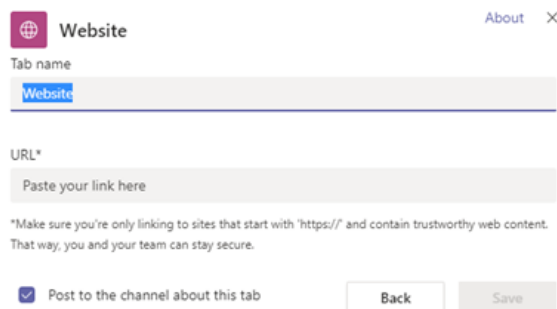 About
Website
Tab name
Website
URL*
Paste your link here
*Make sure you're only linking to sites that start with 'https://' and contain trustworthy web content.
That way, you and your team can stay secure.
Post to the channel about this tab
Back
Save